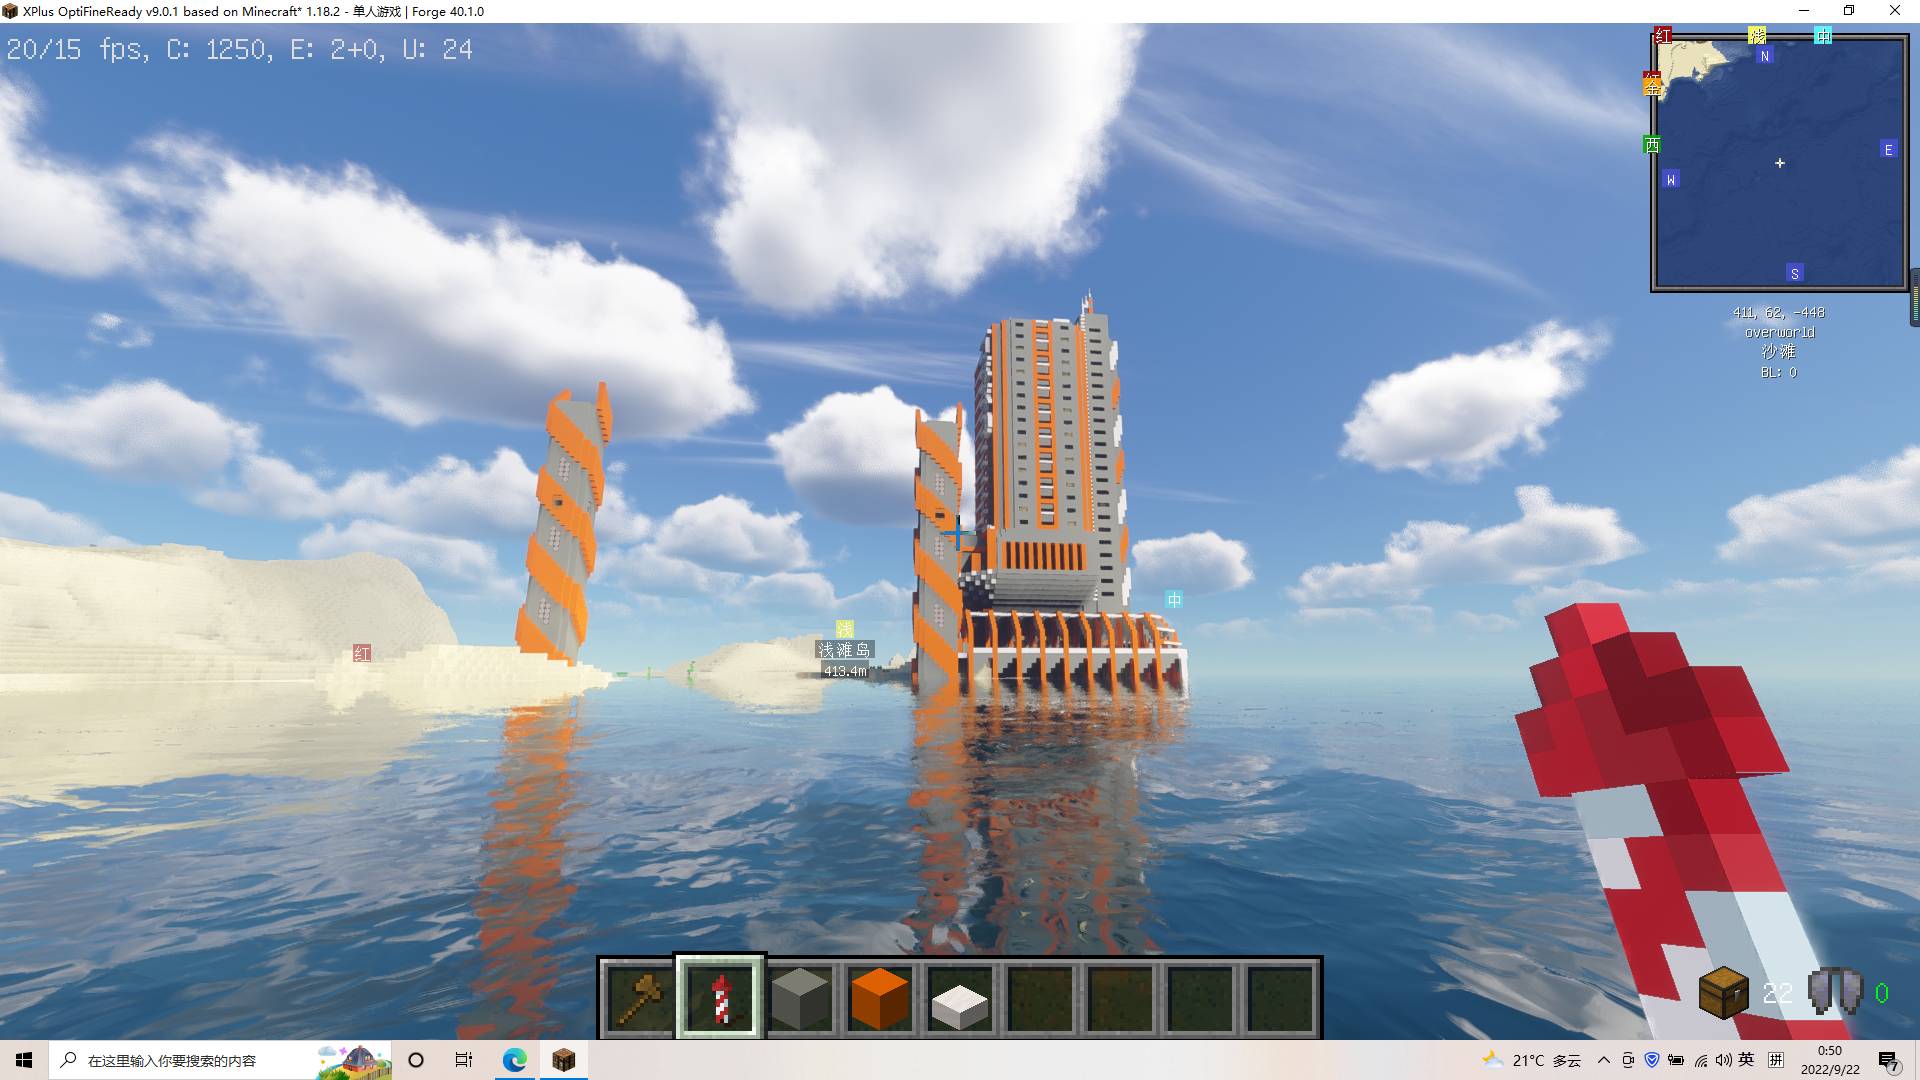 XPlus OptiFineReady v9.0.1 based on Minecraft* 1.18.2 - 单人游戏 | Forge 40.1.0
20/15 fps, C: 1250, E: 2+0, U: 24
红 浅 中
N
金
西
E
W
S
411, 62, -448
overworld
沙滩
BL: 0
中
浅
红
浅滩岛
413.4m
22
0
在这里输入你要搜索的内容
21°C 多云
英
拼
0:50
2022/9/22
7